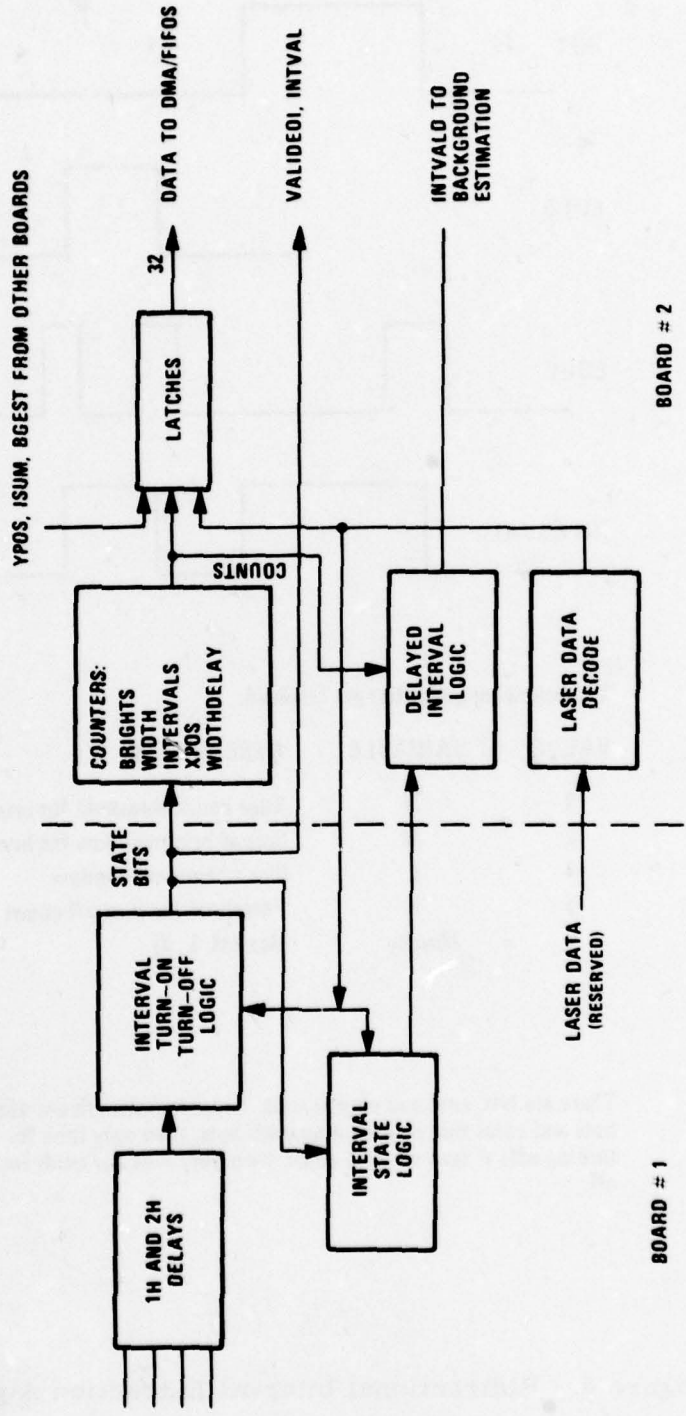 YPOS, ISUM, BGEST FROM OTHER BOARDS
1H AND 2H
DELAYS
INTERVAL
TURN-ON
TURN-OFF
LOGIC
STATE
BITS
COUNTERS:
BRIGHTS
WIDTH
INTERVALS
XPOS
WIDTHDELAY
COUNTS
LATCHES
32
DATA TO DMA/FIFOS
VALIDEOI, INTVAL
INTERVAL
STATE
LOGIC
DELAYED
INTERVAL
LOGIC
INTVALD TO
BACKGROUND
ESTIMATION
LASER DATA
(RESERVED)
LASER DATA
DECODE
BOARD # 1
BOARD # 2